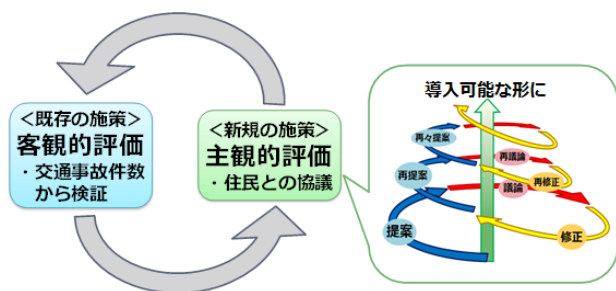 <既存の施策>
客観的評価
・交通事故件数
から検証
<新規の施策>
主観的評価
・住民との協議
導入可能な形に
再々提案
再議論
再提案
議論
再修正
提案
修正